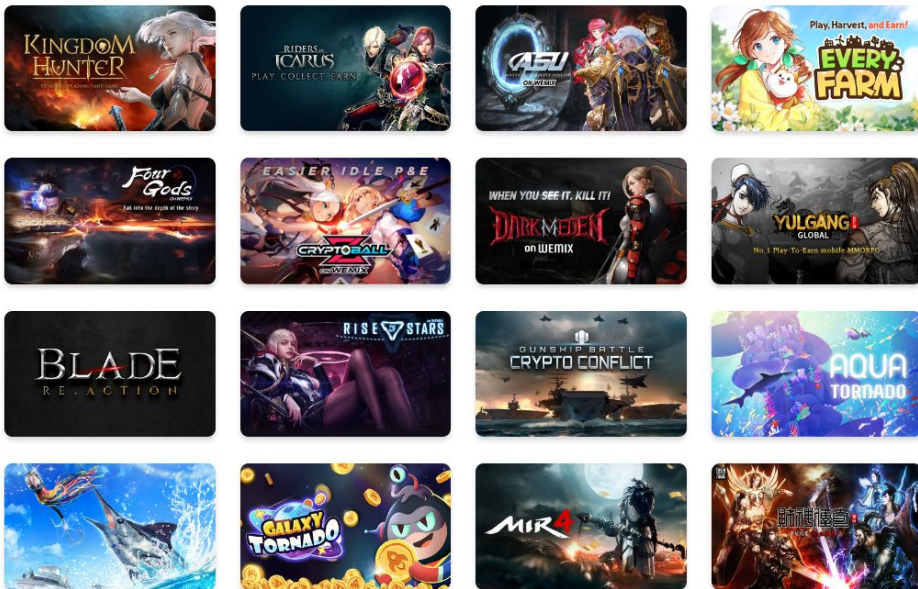 KINGDOM
HUNTER
RIDERS OF
ICARUS
PLAY COLLECT EARN
ASU
ON WEMIX
Play, Harvest, and Earn!
EVERY
FARM
Four
Gods
ON WEMIX
Fall into the depth of the story
EASIER IDLE P&E
CRYPTOBALL
Z
ON WEMIX
WHEN YOU SEE IT, KILL IT!
DARK MEDEN
on WEMIX
YULGANG
GLOBAL
No. 1 Play-To-Earn mobile MMORPG
BLADE
RE.ACTION
RISE STARS
GUNSHIP BATTLE
CRYPTO CONFLICT
AQUA
TORNADO
GALAXY
TORNADO
MIR4